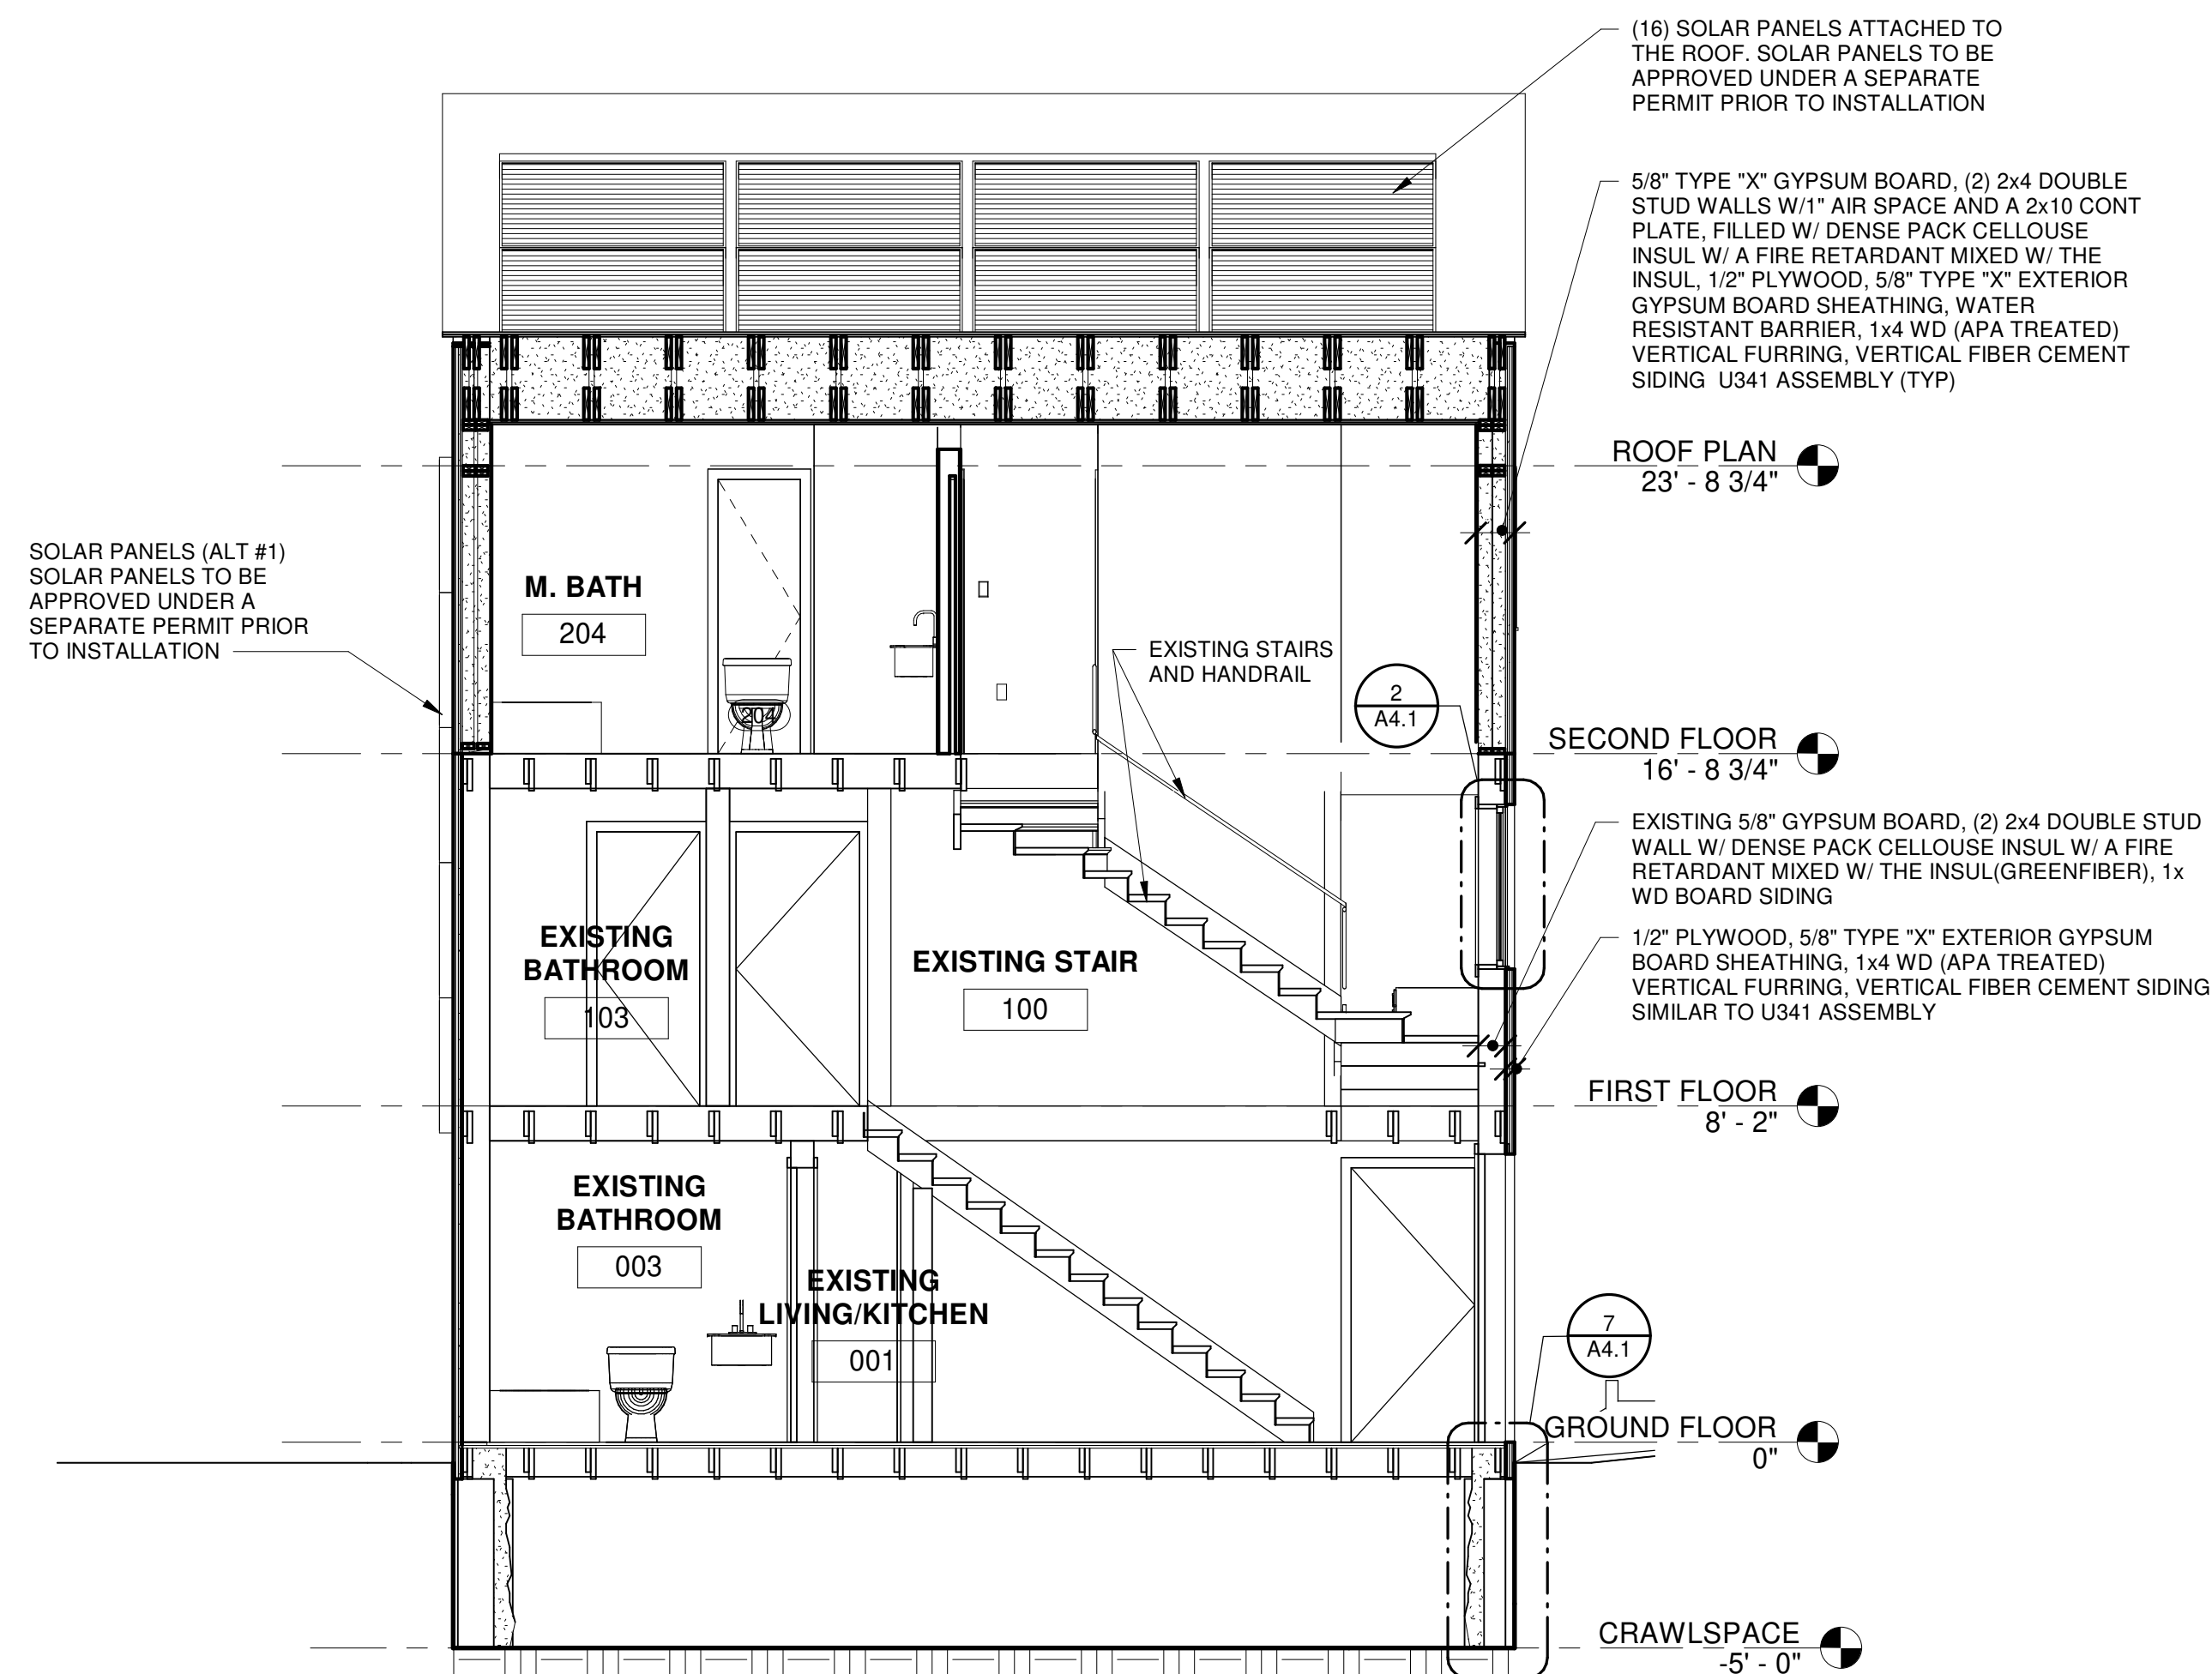 (16) SOLAR PANELS ATTACHED TO
THE ROOF. SOLAR PANELS TO BE
APPROVED UNDER A SEPARATE
PERMIT PRIOR TO INSTALLATION
5/8" TYPE "X" GYPSUM BOARD, (2) 2x4 DOUBLE
STUD WALLS W/1" AIR SPACE AND A 2x10 CONT
PLATE, FILLED W/ DENSE PACK CELLOUSE
INSUL W/ A FIRE RETARDANT MIXED W/ THE
INSUL, 1/2" PLYWOOD, 5/8" TYPE "X" EXTERIOR
GYPSUM BOARD SHEATHING, WATER
RESISTANT BARRIER, 1x4 WD (APA TREATED)
VERTICAL FURRING, VERTICAL FIBER CEMENT
SIDING U341 ASSEMBLY (TYP)
ROOF PLAN
23' - 8 3/4"
SOLAR PANELS (ALT #1)
SOLAR PANELS TO BE
APPROVED UNDER A
SEPARATE PERMIT PRIOR
TO INSTALLATION
M. BATH
204
204
EXISTING STAIRS
AND HANDRAIL
2
A4.1
SECOND FLOOR
16' - 8 3/4"
EXISTING 5/8" GYPSUM BOARD, (2) 2x4 DOUBLE STUD
WALL W/ DENSE PACK CELLOUSE INSUL W/ A FIRE
RETARDANT MIXED W/ THE INSUL(GREENFIBER), 1x
WD BOARD SIDING
1/2" PLYWOOD, 5/8" TYPE "X" EXTERIOR GYPSUM
BOARD SHEATHING, 1x4 WD (APA TREATED)
VERTICAL FURRING, VERTICAL FIBER CEMENT SIDING
SIMILAR TO U341 ASSEMBLY
EXISTING
BATHROOM
103
EXISTING STAIR
100
FIRST FLOOR
8' - 2"
EXISTING
BATHROOM
003
EXISTING
LIVING/KITCHEN
001
7
A4.1
GROUND FLOOR
0"
CRAWLSPACE
-5' - 0"